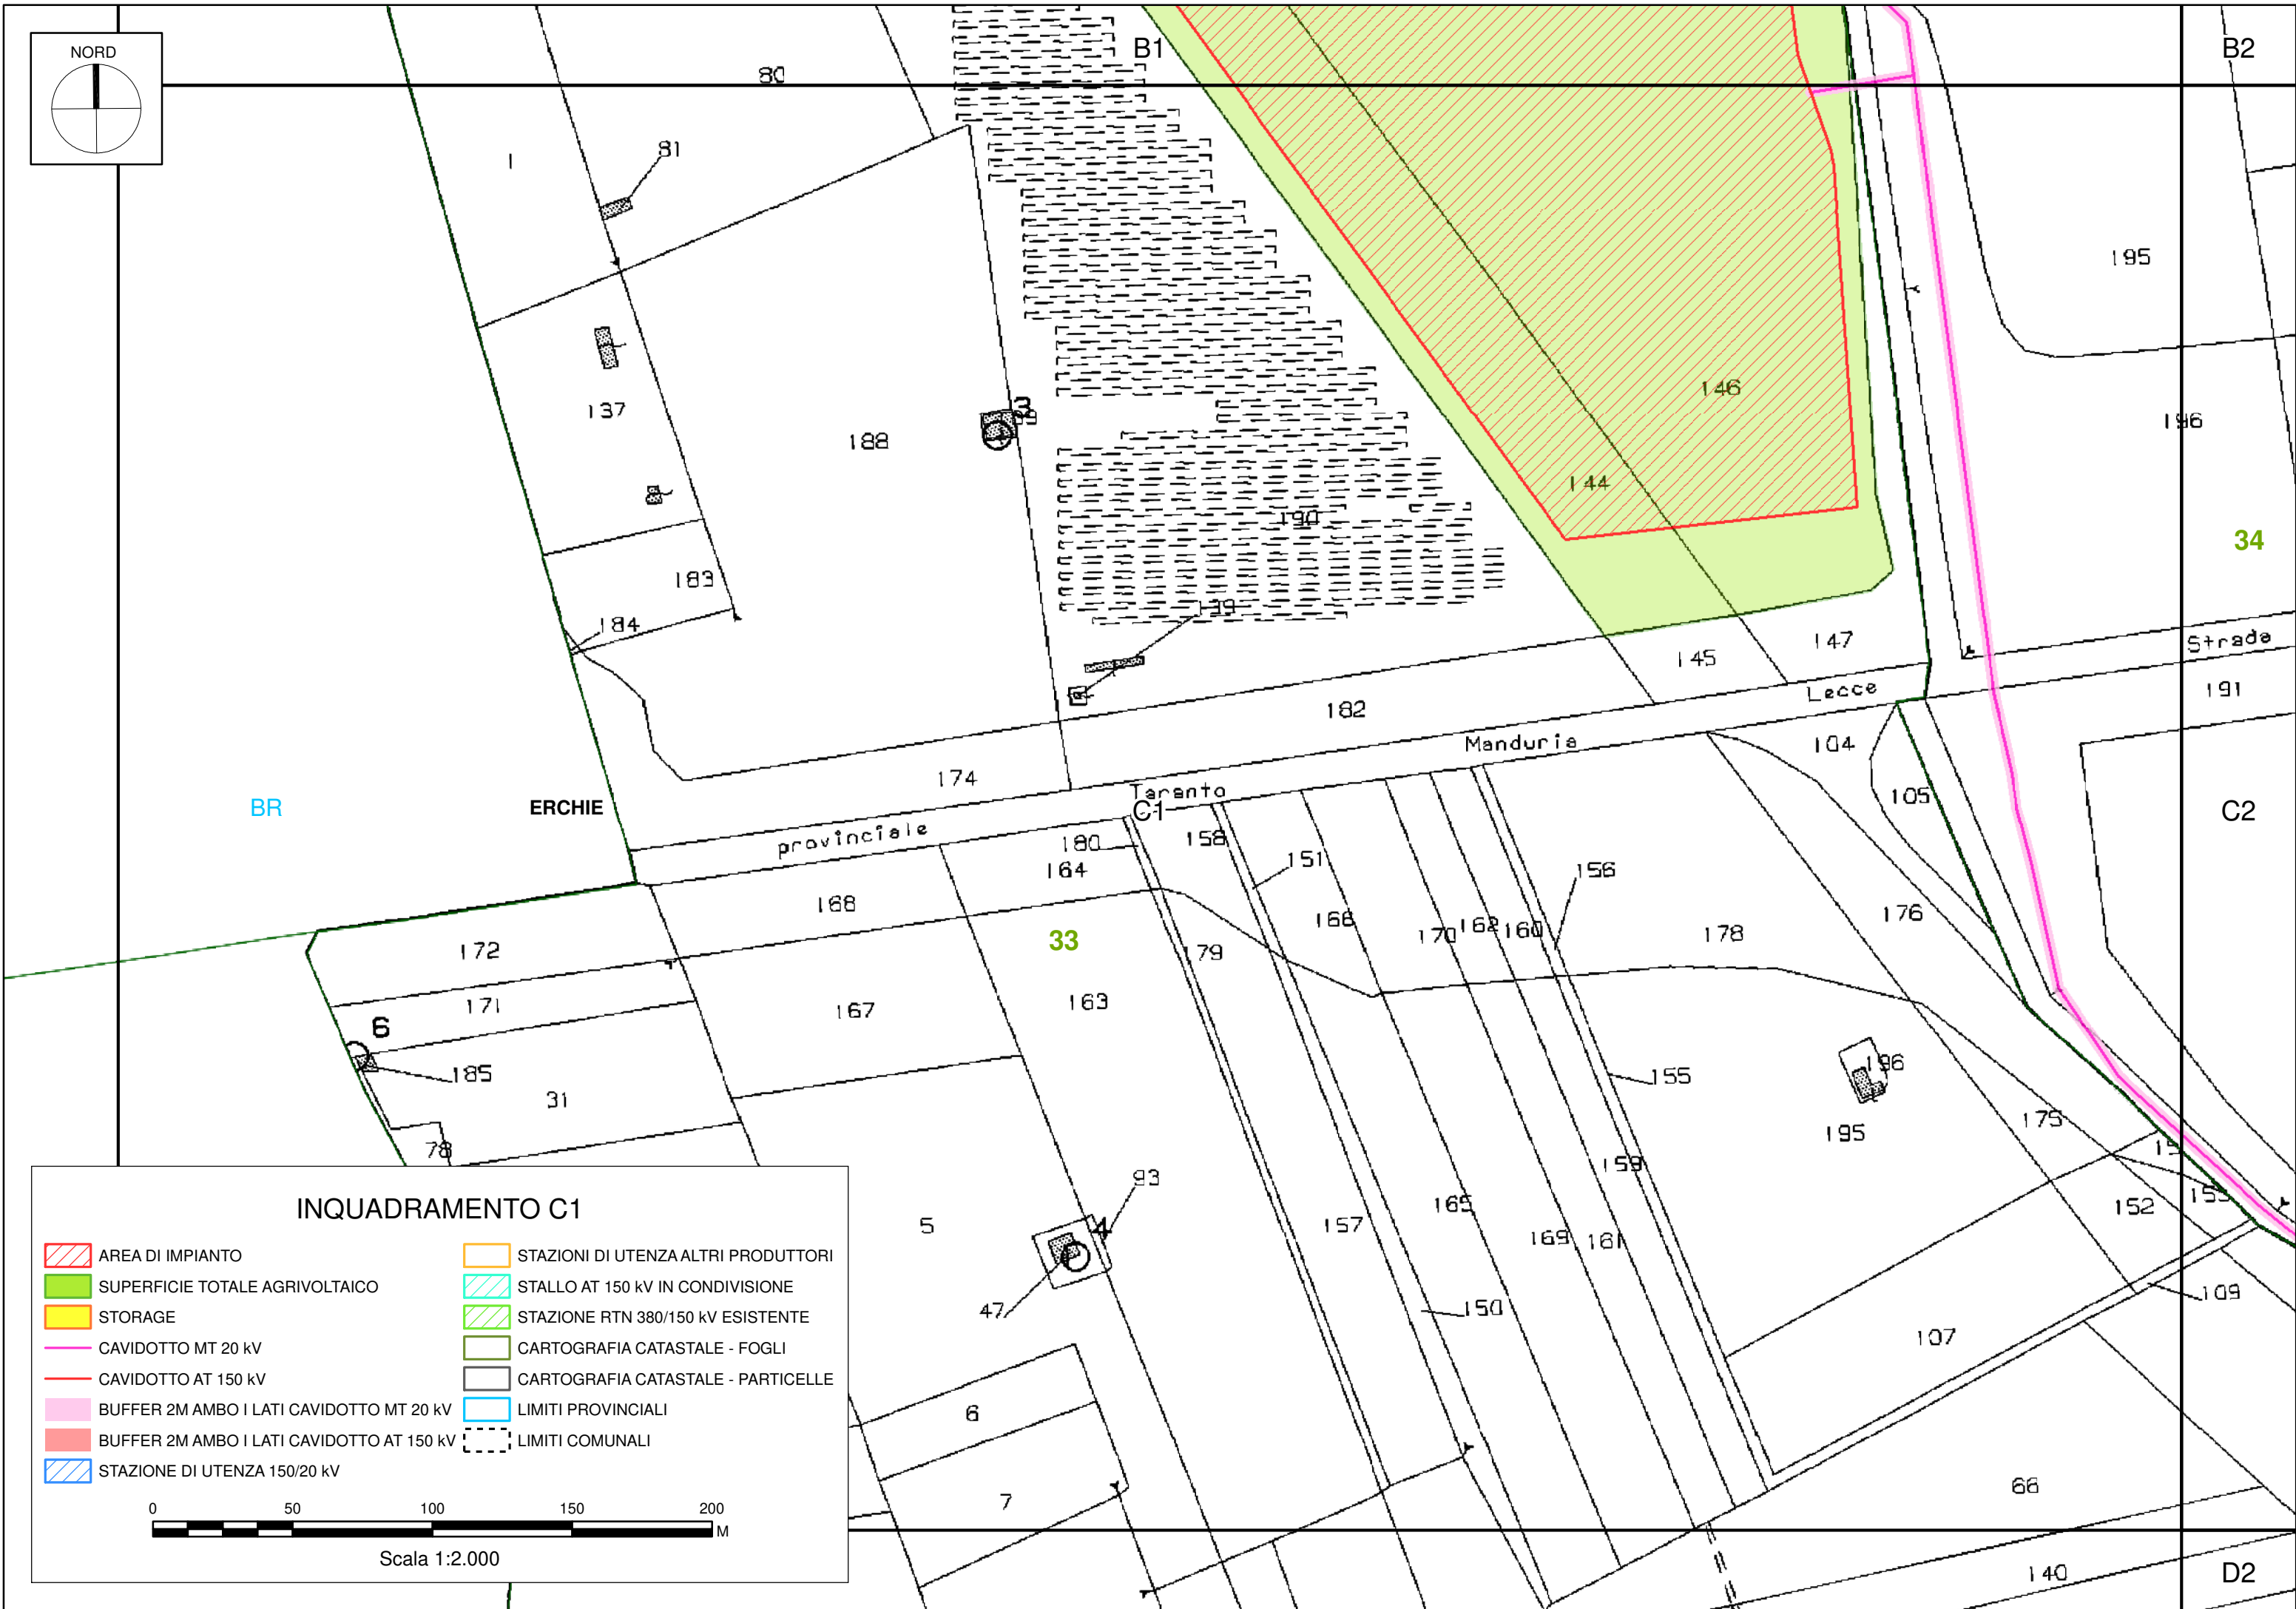 NORD
B1
B2
80
1
81
195
137
188
3
146
196
144
190
34
183
184
139
147
145
Strada
Lecce
191
182
Manduria
104
174
Taranto
C1
105
C2
BR
ERCHIE
provinciale
180
158
164
151
156
168
166
170
162
160
178
176
33
172
179
171
167
163
6
185
31
155
196
195
175
78
93
159
152
5
4
157
165
169
161
47
150
109
107
6
7
66
140
D2
INQUADRAMENTO C1
AREA DI IMPIANTO
SUPERFICIE TOTALE AGRIVOLTAICO
STORAGE
CAVIDOTTO MT 20 kV
CAVIDOTTO AT 150 kV
BUFFER 2M AMBO I LATI CAVIDOTTO MT 20 kV
BUFFER 2M AMBO I LATI CAVIDOTTO AT 150 kV
STAZIONE DI UTENZA 150/20 kV
STAZIONI DI UTENZA ALTRI PRODUTTORI
STALLO AT 150 kV IN CONDIVISIONE
STAZIONE RTN 380/150 kV ESISTENTE
CARTOGRAFIA CATASTALE - FOGLI
CARTOGRAFIA CATASTALE - PARTICELLE
LIMITI PROVINCIALI
LIMITI COMUNALI
0 50 100 150 200
M
Scala 1:2.000